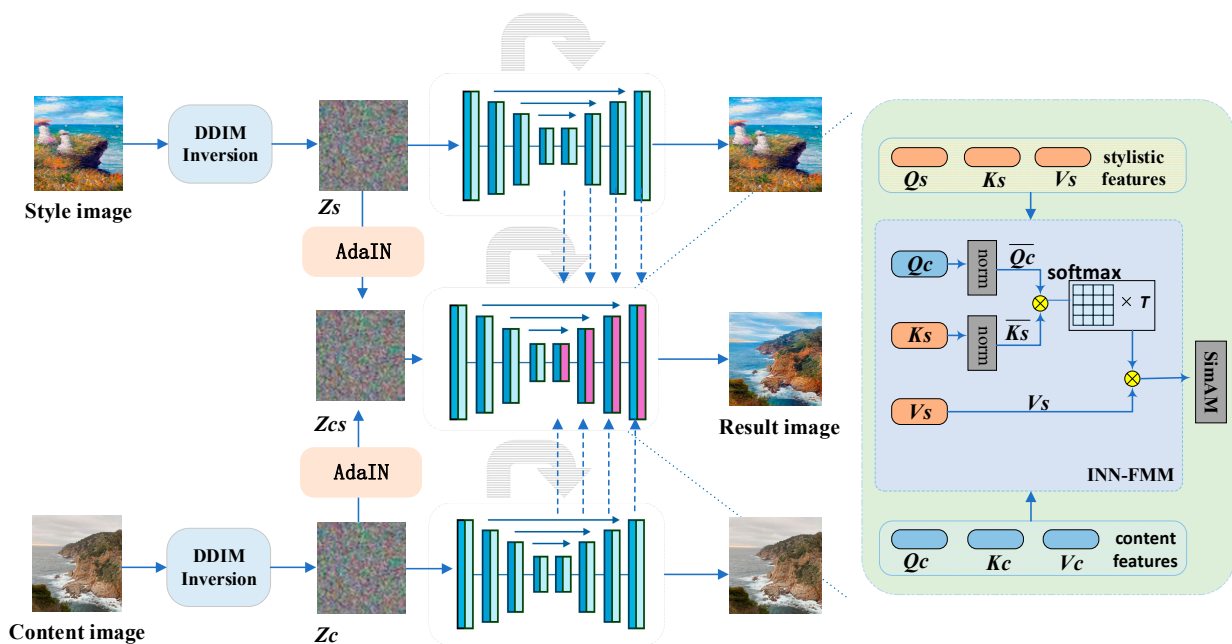 Style image
DDIM
Inversion
Zs
AdaIN
Zcs
AdaIN
Content image
DDIM
Inversion
Zc
Result image
Qs
Ks
Vs
stylistic
features
Qc
norm
Qc
softmax
× T
Ks
norm
Ks
Vs
Vs
SimAM
INN-FMM
Qc
Kc
Vc
content
features